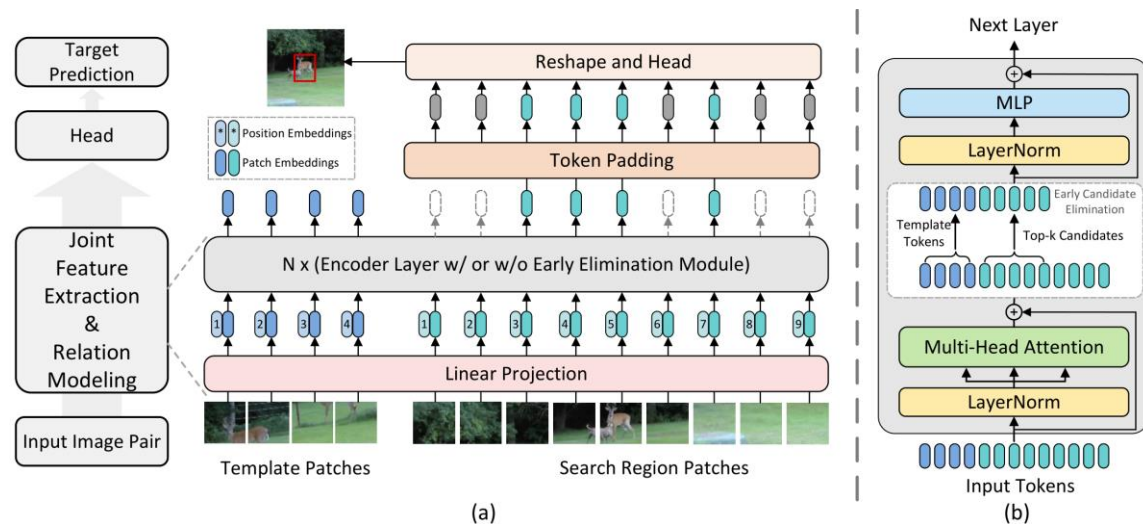 Target
Prediction
Head
Joint
Feature
Extraction
&
Relation
Modeling
Input Image Pair
Reshape and Head
* * Position Embeddings
Patch Embeddings
Token Padding
N x (Encoder Layer w/ or w/o Early Elimination Module)
1 2 3 4 1 2 3 4 5 6 7 8 9
Linear Projection
Template Patches
Search Region Patches
(a)
Next Layer
+
MLP
LayerNorm
Early Candidate
Elimination
Template
Tokens
Top-k Candidates
+
Multi-Head Attention
LayerNorm
Input Tokens
(b)